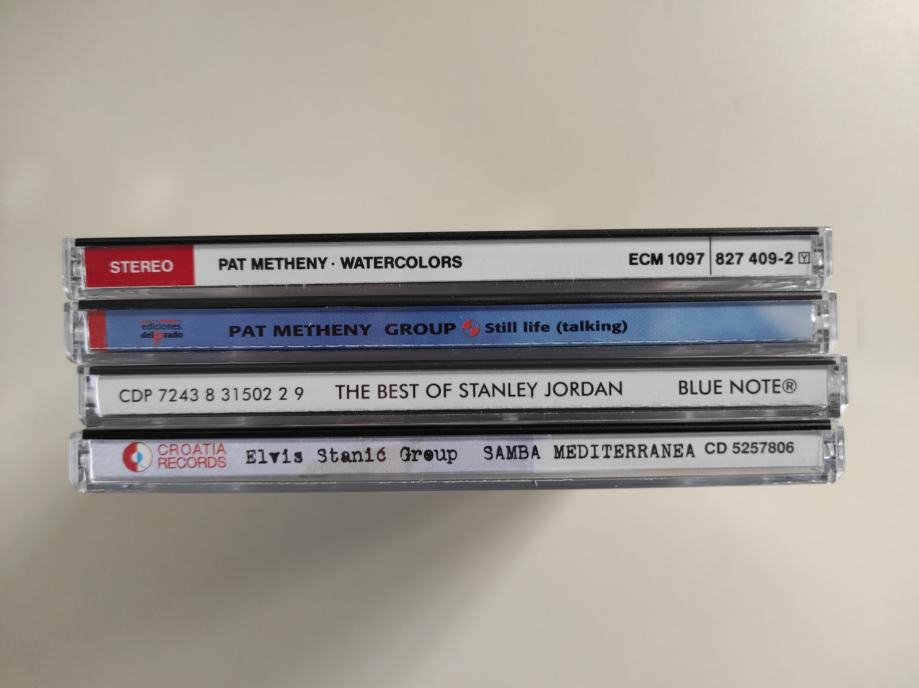 STEREO PAT METHENY · WATERCOLORS ECM 1097 827 409-2 Y
ediciones
del Prado
PAT METHENY GROUP Still life (talking)
CDP 7243 8 31502 2 9 THE BEST OF STANLEY JORDAN BLUE NOTE®
CROATIA
RECORDS
Elvis Stanić Group SAMBA MEDITERRANEA CD 5257806